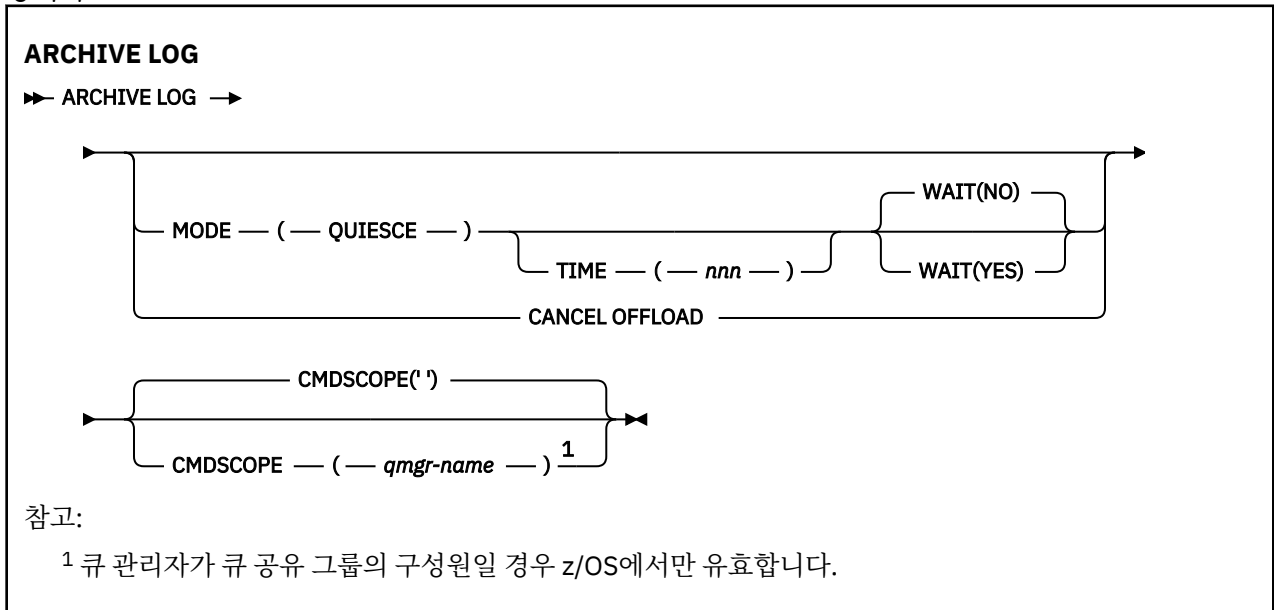 ARCHIVE LOG
ARCHIVE LOG
WAIT(NO)
MODE ( QUIESCE )
TIME ( nnn ) WAIT(YES)
CANCEL OFFLOAD
CMDSCOPE(' ')
CMDSCOPE ( qmgr-name ) 1
참고:
1 큐 관리자가 큐 공유 그룹의 구성원일 경우 z/OS에서만 유효합니다.